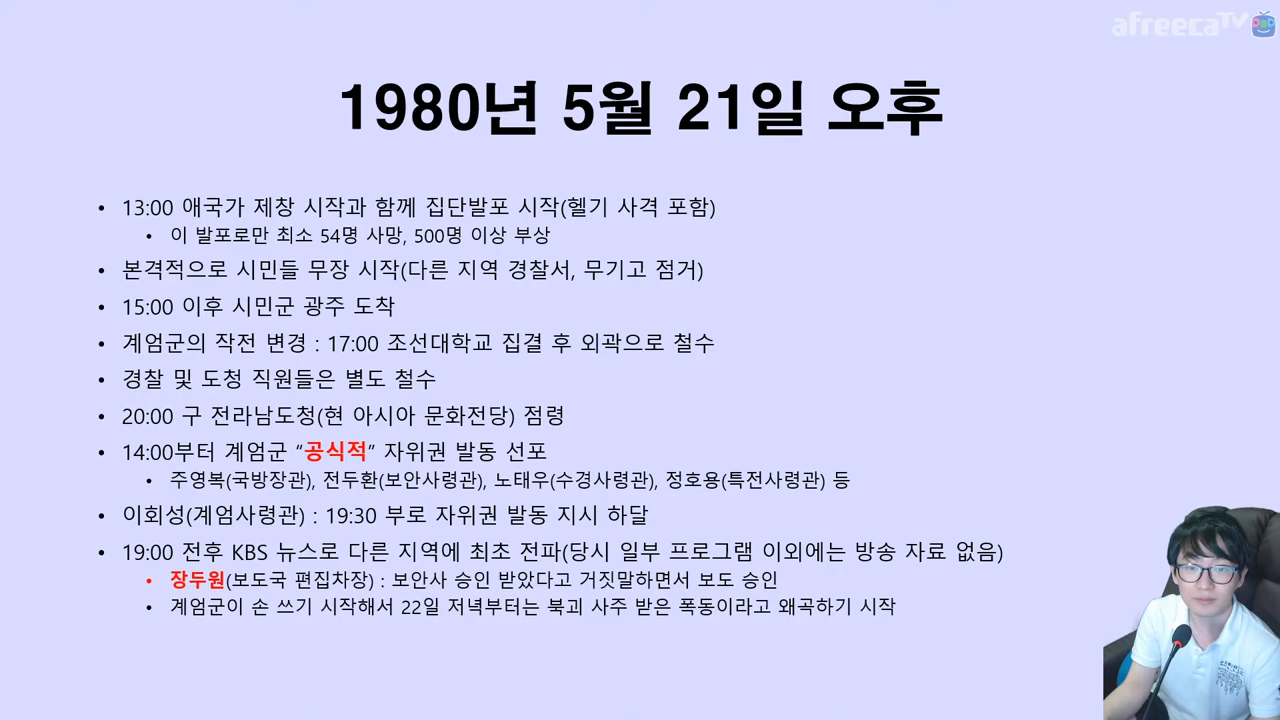 afreecaTV
1980년 5월 21일 오후
• 13:00 애국가 제창 시작과 함께 집단발포 시작(헬기 사격 포함)
• 이 발포로만 최소 54명 사망, 500명 이상 부상
• 본격적으로 시민들 무장 시작(다른 지역 경찰서, 무기고 점거)
• 15:00 이후 시민군 광주 도착
• 계엄군의 작전 변경 : 17:00 조선대학교 집결 후 외곽으로 철수
• 경찰 및 도청 직원들은 별도 철수
• 20:00 구 전라남도청(현 아시아 문화전당) 점령
• 14:00부터 계엄군 “공식적” 자위권 발동 선포
• 주영복(국방장관), 전두환(보안사령관), 노태우(수경사령관), 정호용(특전사령관) 등
• 이희성(계엄사령관) : 19:30 부로 자위권 발동 지시 하달
• 19:00 전후 KBS 뉴스로 다른 지역에 최초 전파(당시 일부 프로그램 이외에는 방송 자료 없음)
• 장두원(보도국 편집차장) : 보안사 승인 받았다고 거짓말하면서 보도 승인
• 계엄군이 손 쓰기 시작해서 22일 저녁부터는 북괴 사주 받은 폭동이라고 왜곡하기 시작